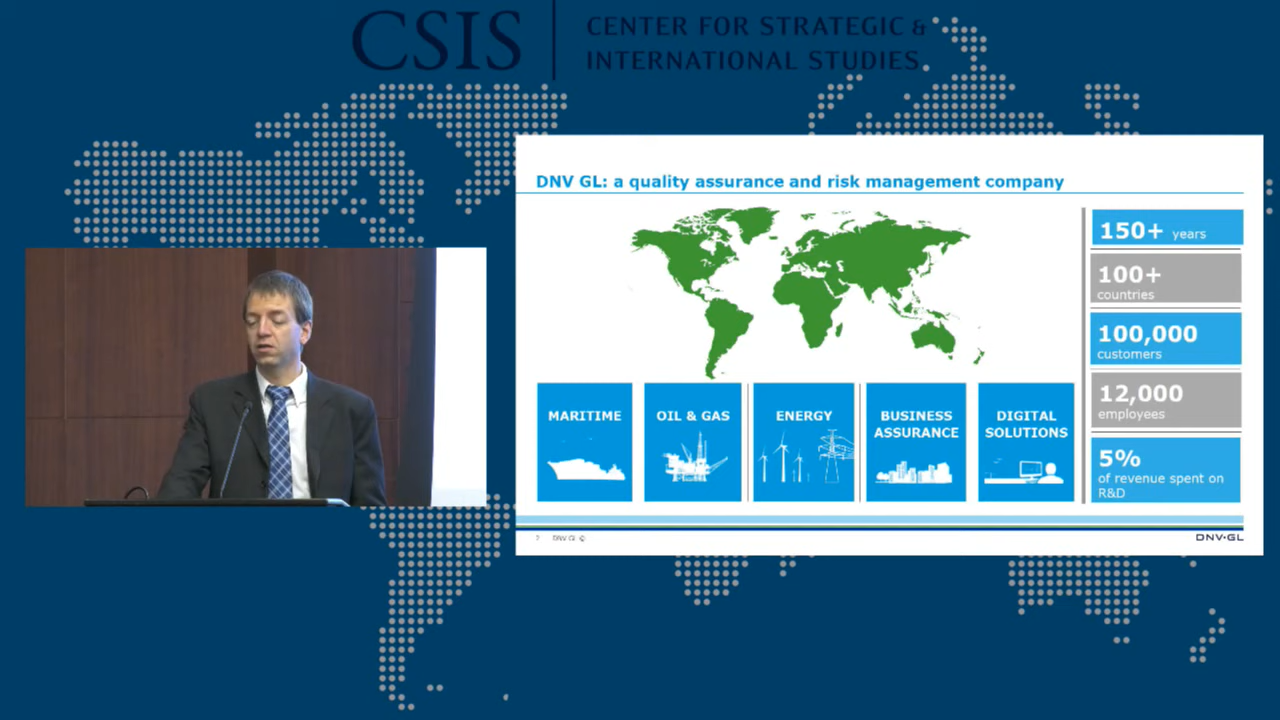 CSIS
CENTER FOR STRATEGIC &
INTERNATIONAL STUDIES
DNV GL: a quality assurance and risk management company
150+ years
100+
countries
100,000
customers
12,000
employees
5%
of revenue spent on
R&D
MARITIME
OIL & GAS
ENERGY
BUSINESS
ASSURANCE
DIGITAL
SOLUTIONS
DNV GL ©
DNV·GL